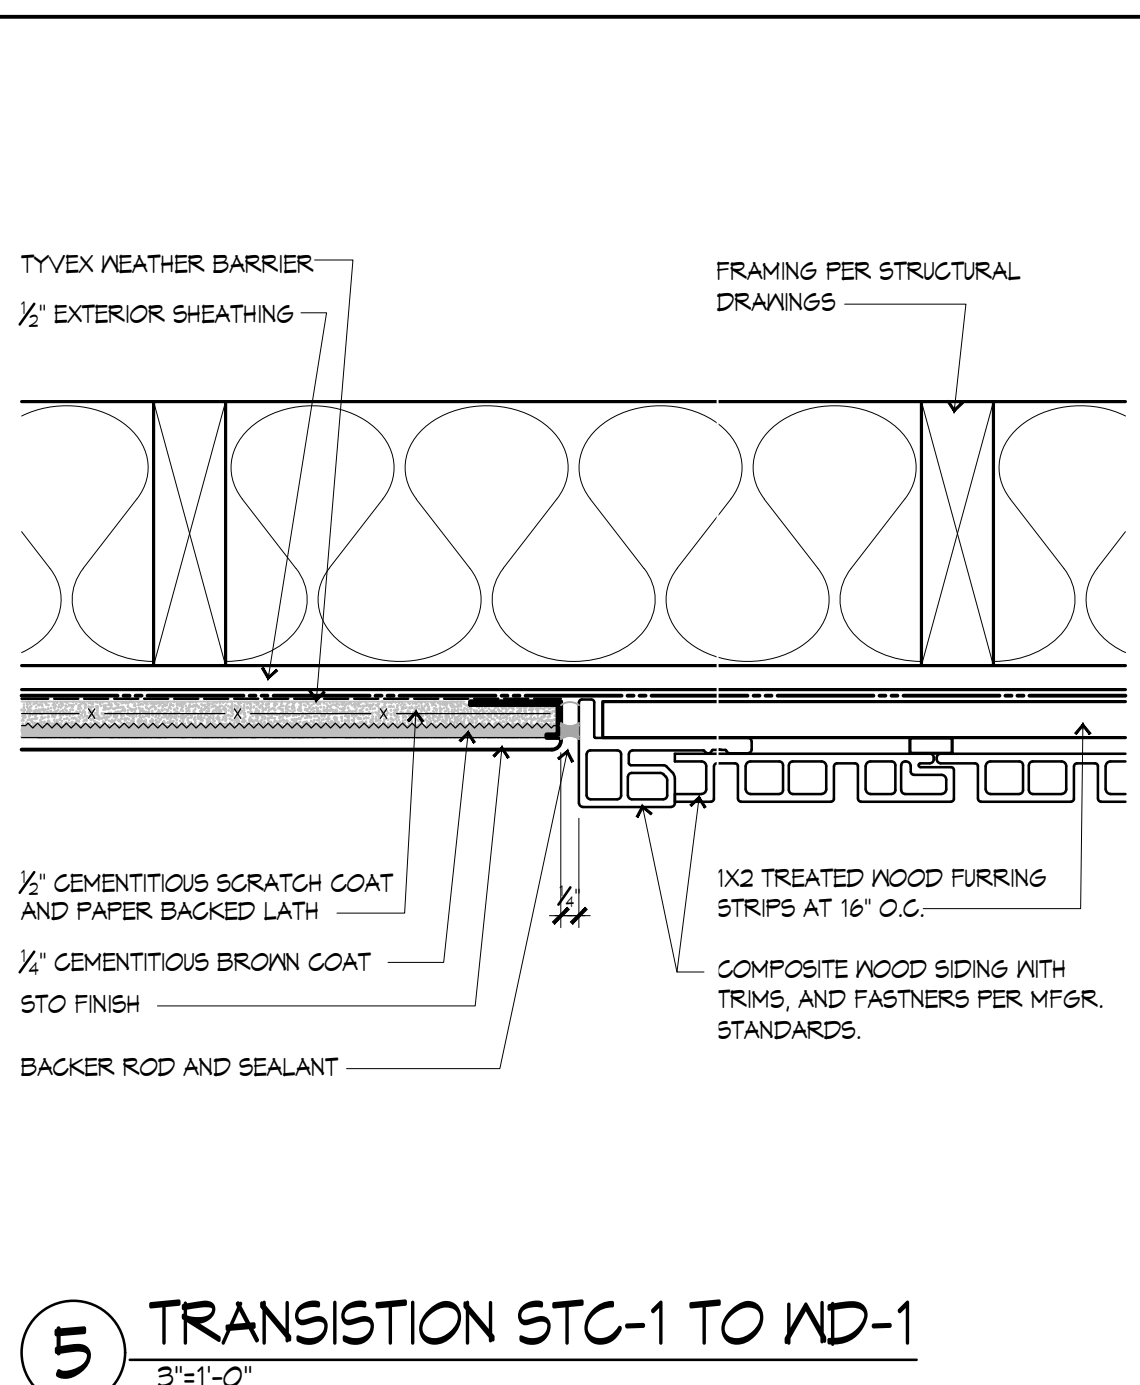 TYVEX WEATHER BARRIER
½" EXTERIOR SHEATHING
FRAMING PER STRUCTURAL
DRAWINGS
X X X
½" CEMENTITIOUS SCRATCH COAT
AND PAPER BACKED LATH
¼" CEMENTITIOUS BROWN COAT
STO FINISH
BACKER ROD AND SEALANT
¼"
1X2 TREATED WOOD FURRING
STRIPS AT 16" O.C.
COMPOSITE WOOD SIDING WITH
TRIMS, AND FASTNERS PER MFGR.
STANDARDS.
5
TRANSISTION STC-1 TO WD-1
3"=1'-0"